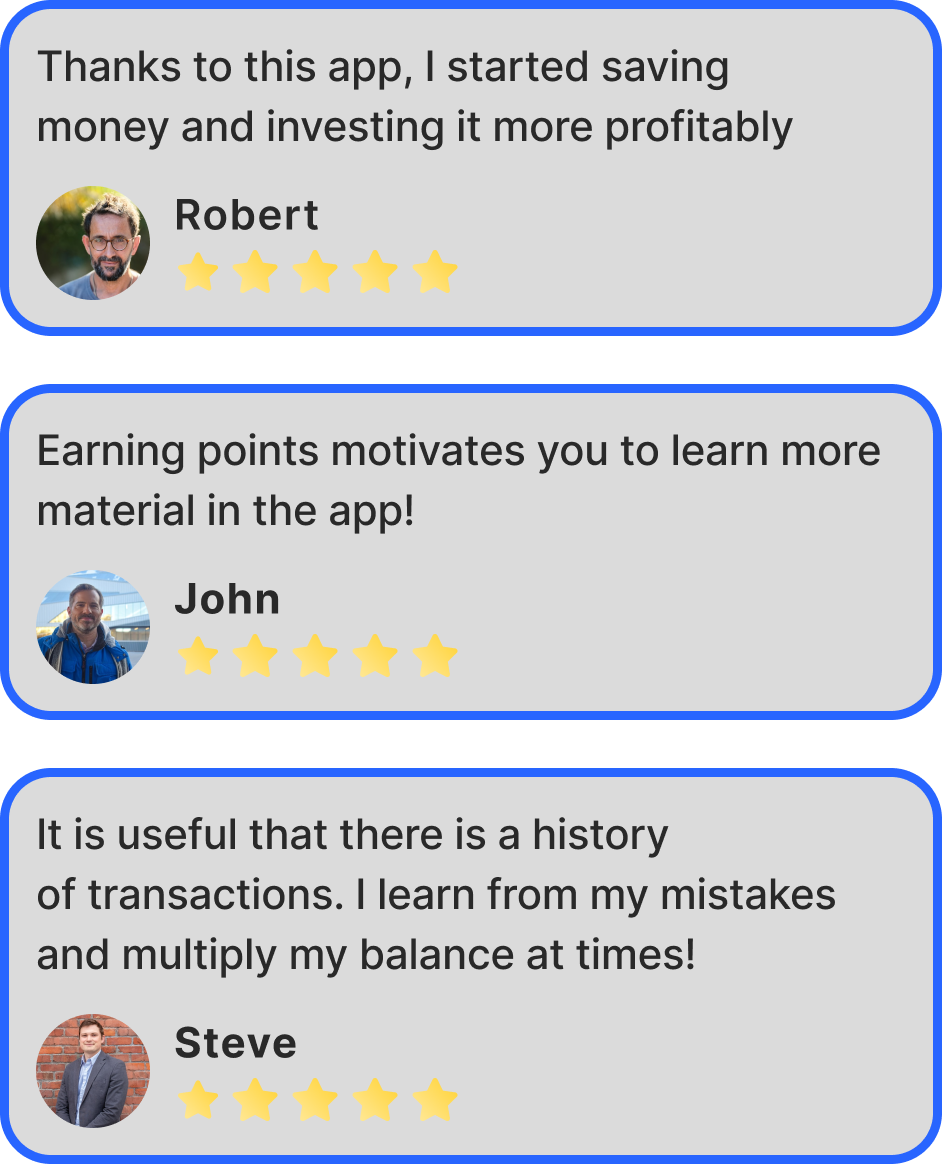 Thanks to this app, I started saving
money and investing it more profitably
Robert
Earning points motivates you to learn more
material in the app!
John
It is useful that there is a history
of transactions. I learn from my mistakes
and multiply my balance at times!
Steve